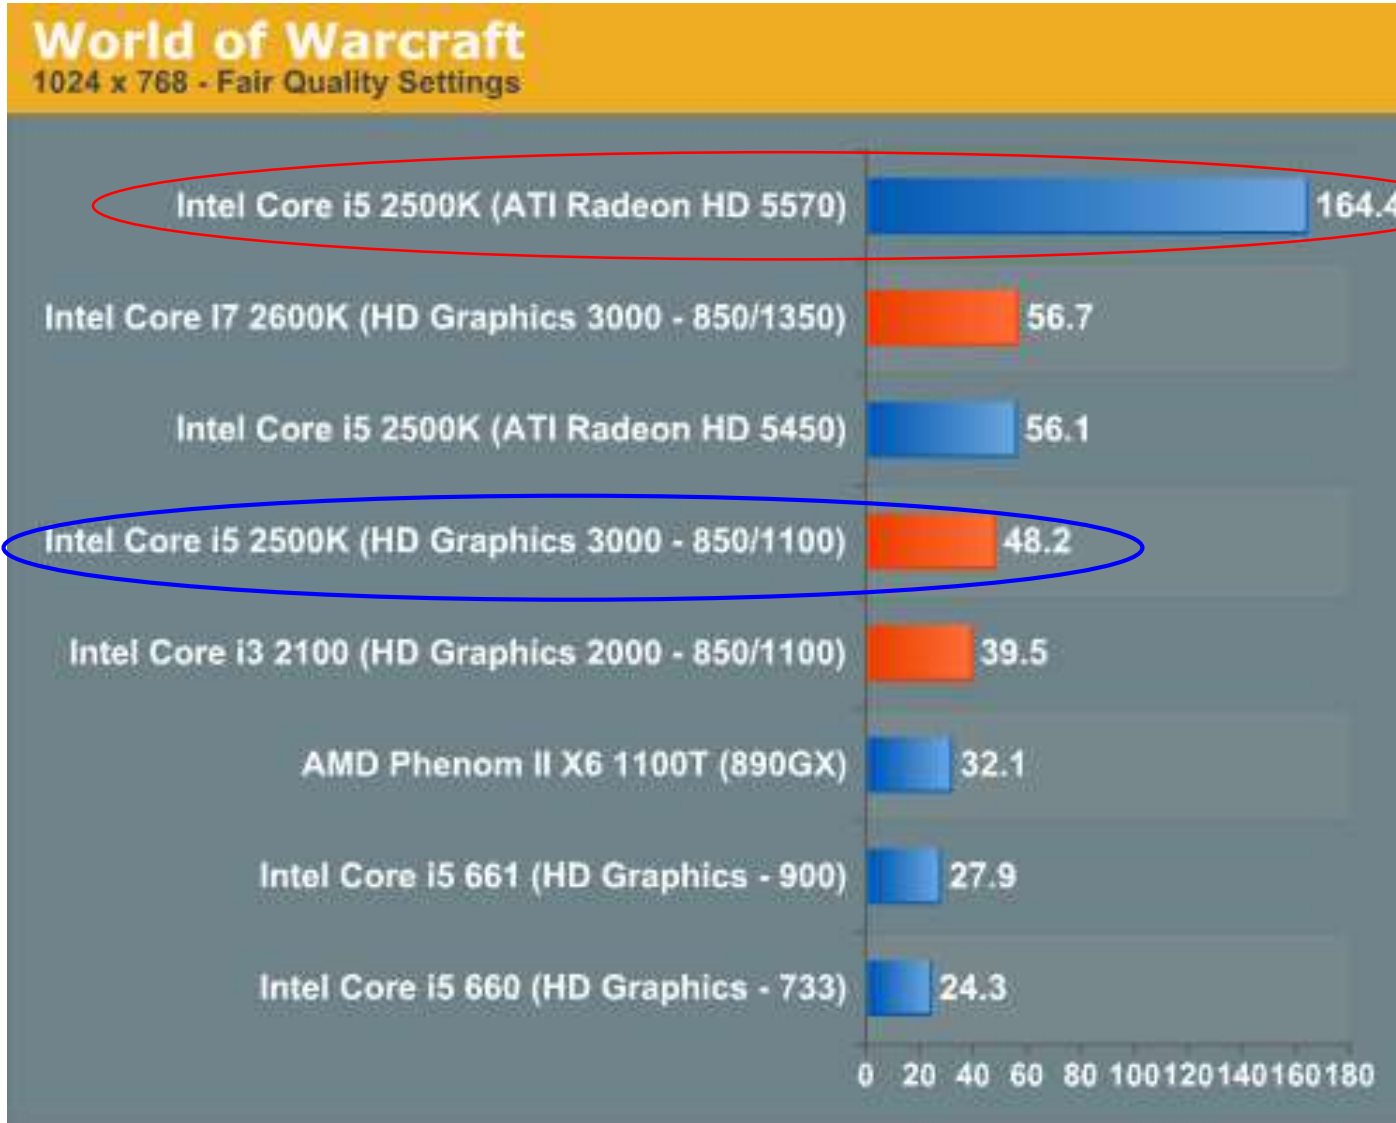 World of Warcraft
1024 x 768 - Fair Quality Settings
Intel Core i5 2500K (ATI Radeon HD 5570) 164.4
Intel Core I7 2600K (HD Graphics 3000 - 850/1350) 56.7
Intel Core i5 2500K (ATI Radeon HD 5450) 56.1
Intel Core i5 2500K (HD Graphics 3000 - 850/1100) 48.2
Intel Core i3 2100 (HD Graphics 2000 - 850/1100) 39.5
AMD Phenom II X6 1100T (890GX) 32.1
Intel Core i5 661 (HD Graphics - 900) 27.9
Intel Core i5 660 (HD Graphics - 733) 24.3
0 20 40 60 80 100 120 140 160 180